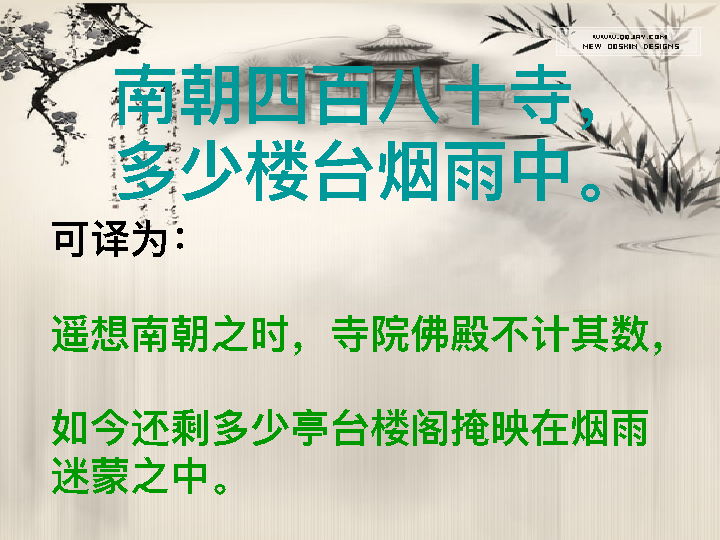 WWW.QQJAY.COM
NEW QQSKIN DESIGNS
南朝四百八十寺，
多少楼台烟雨中。
可译为：
遥想南朝之时，寺院佛殿不计其数，
如今还剩多少亭台楼阁掩映在烟雨
迷蒙之中。